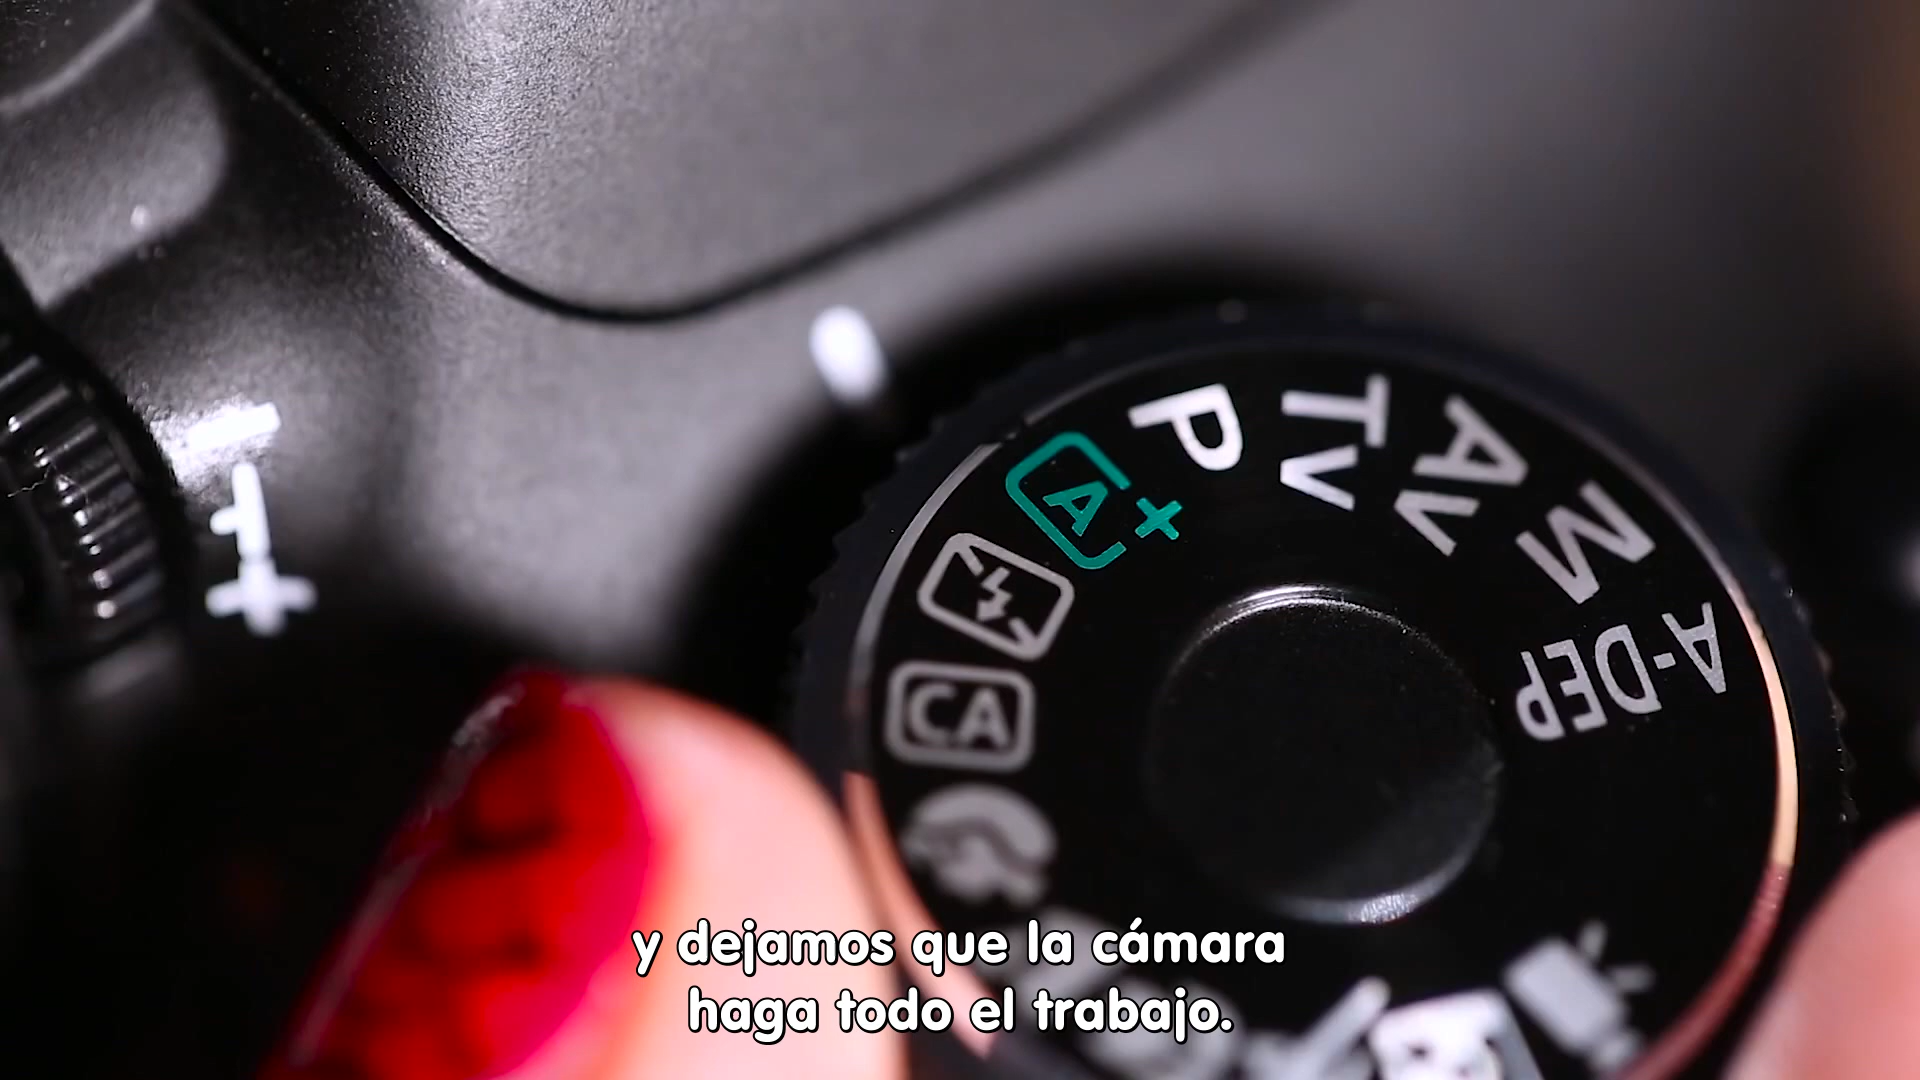 P
Tv
Av
M
A-DEP
A+
CA
y dejamos que la cámara
haga todo el trabajo.